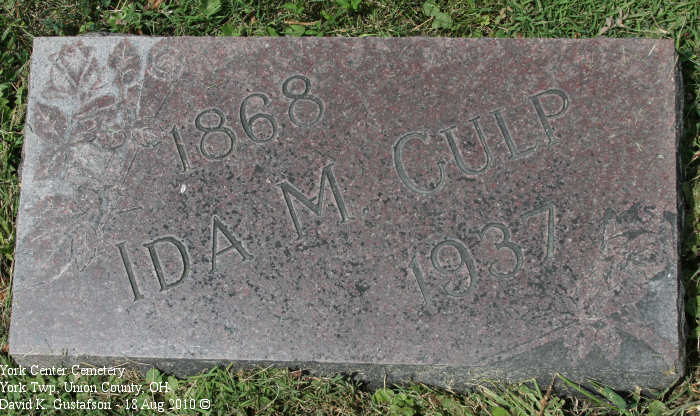 1868
IDA M. CULP
1937
York Center Cemetery
York Twp, Union County, OH
David K. Gustafson - 18 Aug 2010 ©